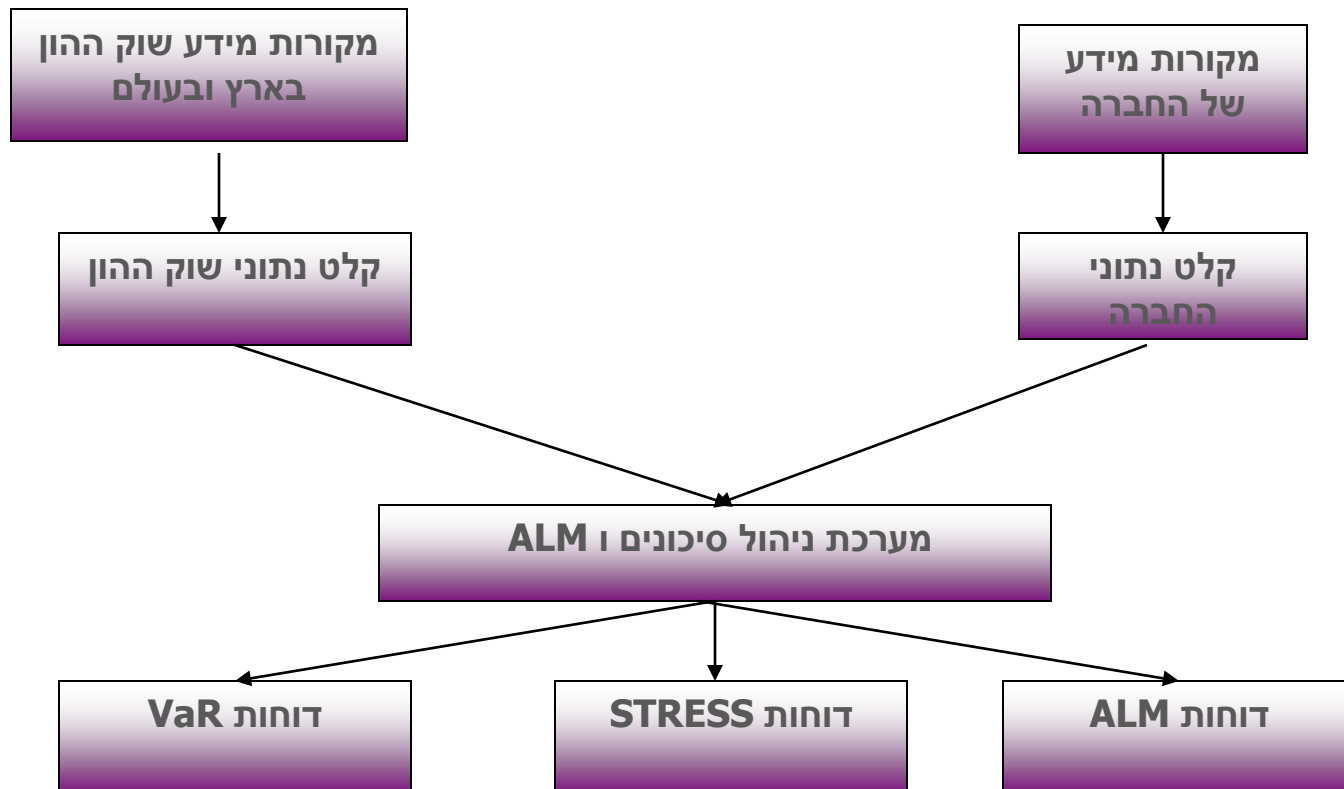 מקורות מידע של החברה
מקורות מידע שוק ההון
בארץ ובעולם
קלט נתוני
החברה
קלט נתוני שוק ההון
מערכת ניהול סיכונים ו ALM
דוחות ALM
דוחות STRESS
דוחות VaR